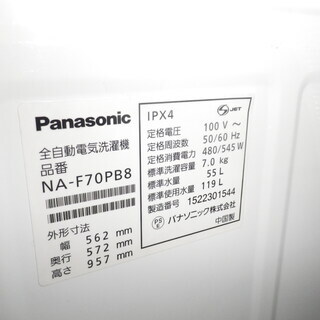 Panasonic
全自動電気洗濯機
品番
NA-F70PB8
外形寸法
幅 562 mm
奥行 572 mm
高さ 957 mm
IPX4
JET
定格電圧 100 V～
定格周波数 50/60 Hz
定格消費電力 480/545 W
標準洗濯容量 7.0 kg
標準水量 55 L
標準使用水量 119 L
製造番号 1522301544
PS E パナソニック株式会社
中国製